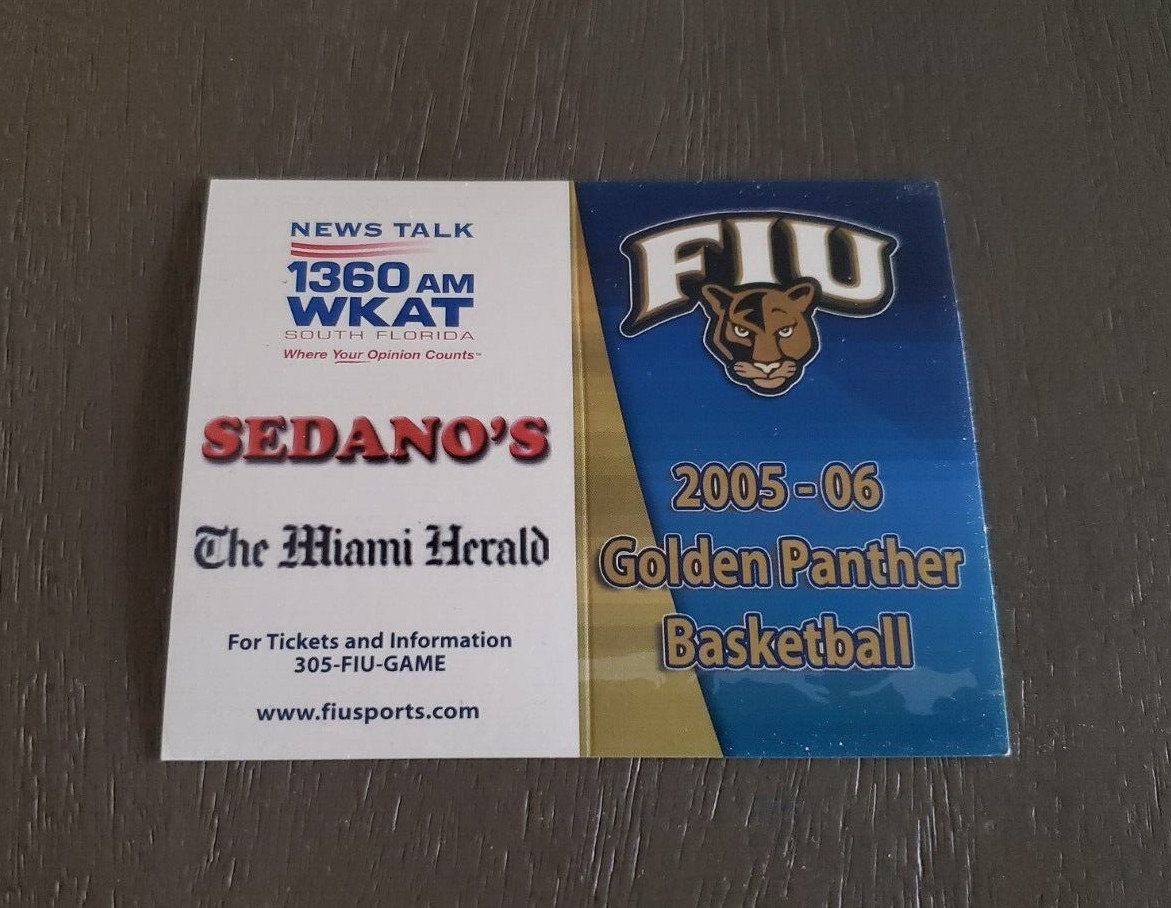 NEWS TALK
1360 AM
WKAT
SOUTH FLORIDA
Where Your Opinion Counts™
SEDANO'S
The Miami Herald
For Tickets and Information
305-FIU-GAME
www.fiusports.com
FIU
2005-06
Golden Panther
Basketball